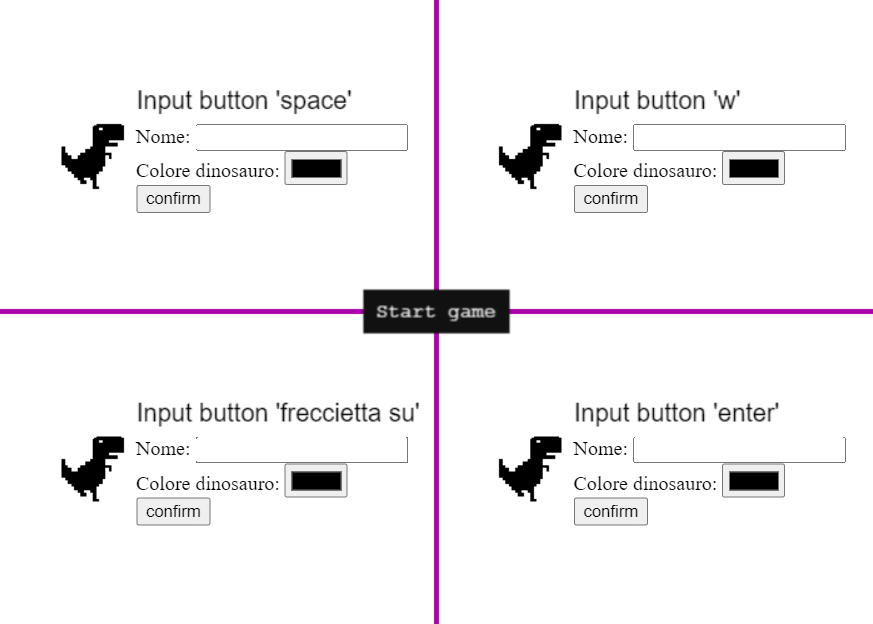 Input button 'space'
Nome:
Colore dinosauro:
confirm
Input button 'w'
Nome:
Colore dinosauro:
confirm
Start game
Input button 'freccietta su'
Nome:
Colore dinosauro:
confirm
Input button 'enter'
Nome:
Colore dinosauro:
confirm